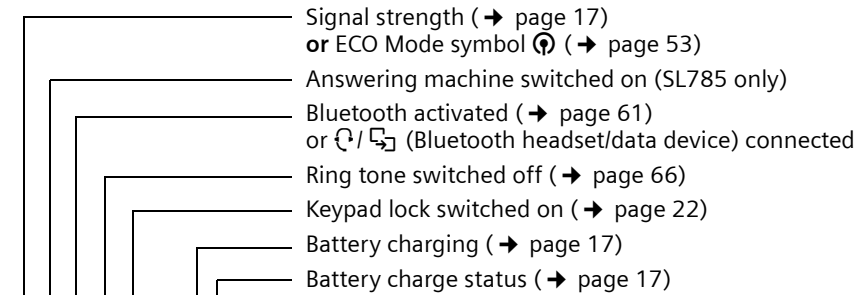 Signal strength (➔ page 17)
or ECO Mode symbol (➔ page 53)
Answering machine switched on (SL785 only)
Bluetooth activated (➔ page 61)
or / (Bluetooth headset/data device) connected
Ring tone switched off (➔ page 66)
Keypad lock switched on (➔ page 22)
Battery charging (➔ page 17)
Battery charge status (➔ page 17)